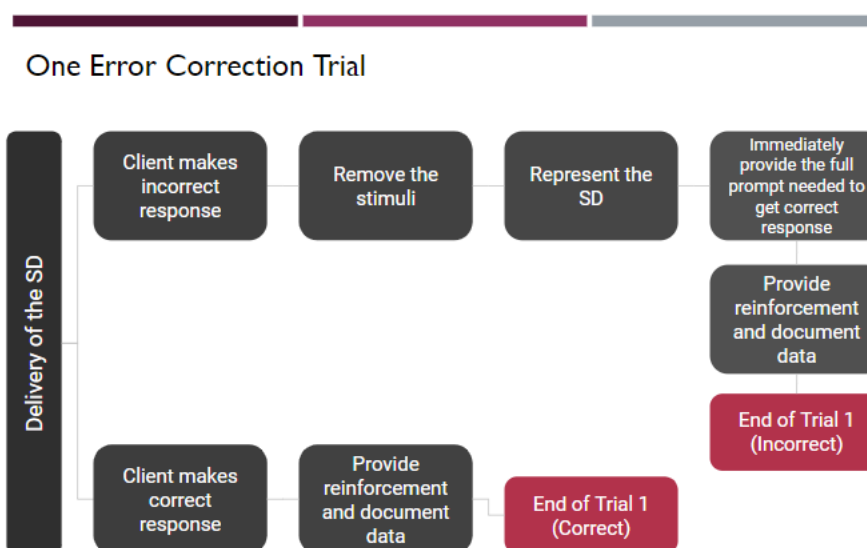 One Error Correction Trial
Delivery of the SD
Client makes
incorrect
response
Remove the
stimuli
Represent the
SD
Immediately
provide the full
prompt needed to
get correct
response
Provide
reinforcement
and document
data
End of Trial 1
(Incorrect)
Client makes
correct
response
Provide
reinforcement
and document
data
End of Trial 1
(Correct)